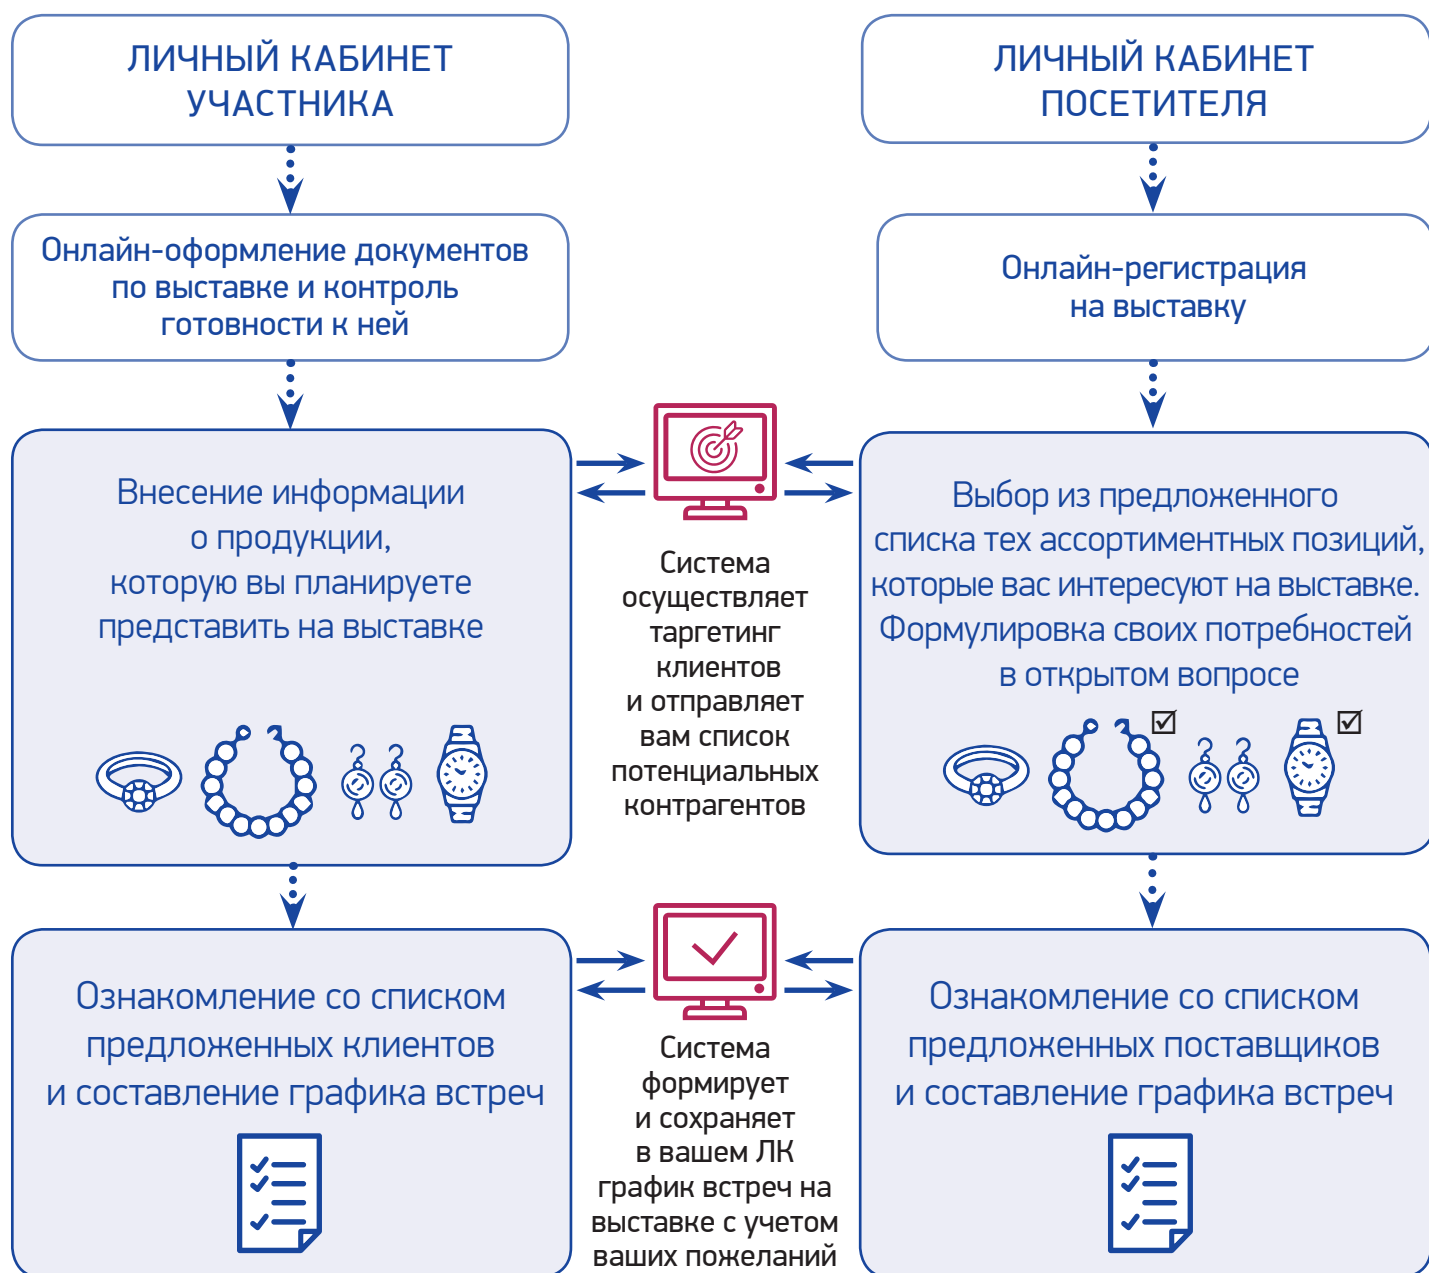 ЛИЧНЫЙ КАБИНЕТ
УЧАСТНИКА
ЛИЧНЫЙ КАБИНЕТ
ПОСЕТИТЕЛЯ
Онлайн-оформление документов
по выставке и контроль
готовности к ней
Онлайн-регистрация
на выставку
Внесение информации
о продукции,
которую вы планируете
представить на выставке
Система
осуществляет
таргетинг
клиентов
и отправляет
вам список
потенциальных
контрагентов
Выбор из предложенного
списка тех ассортиментных позиций,
которые вас интересуют на выставке.
Формулировка своих потребностей
в открытом вопросе
Ознакомление со списком
предложенных клиентов
и составление графика встреч
Система
формирует
и сохраняет
в вашем ЛК
график встреч на
выставке с учетом
ваших пожеланий
Ознакомление со списком
предложенных поставщиков
и составление графика встреч